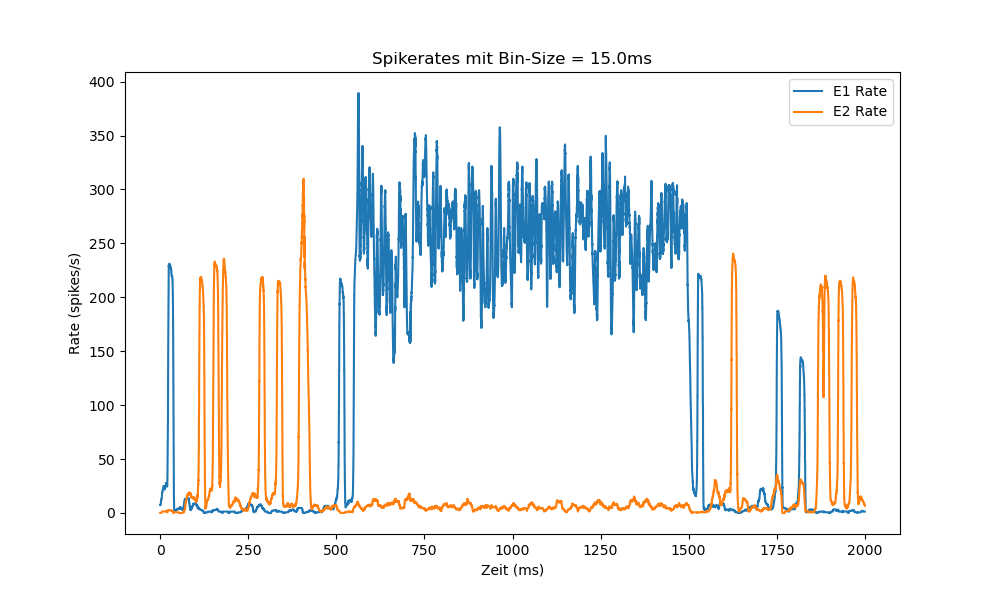 Spikerates mit Bin-Size = 15.0ms
400
350
300
250
200
150
100
50
0
Rate (spikes/s)
E1 Rate
E2 Rate
0 250 500 750 1000 1250 1500 1750 2000
Zeit (ms)